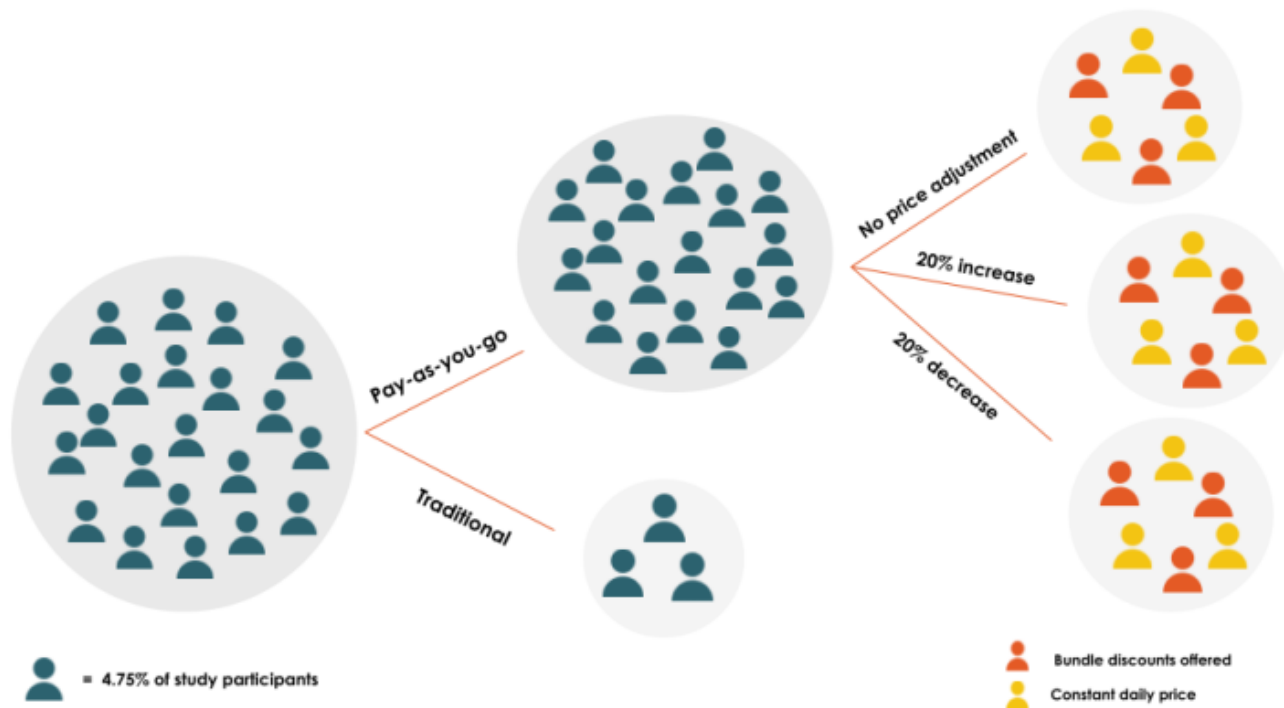 No price adjustment
20% increase
20% decrease
Pay-as-you-go
Traditional
= 4.75% of study participants
Bundle discounts offered
Constant daily price